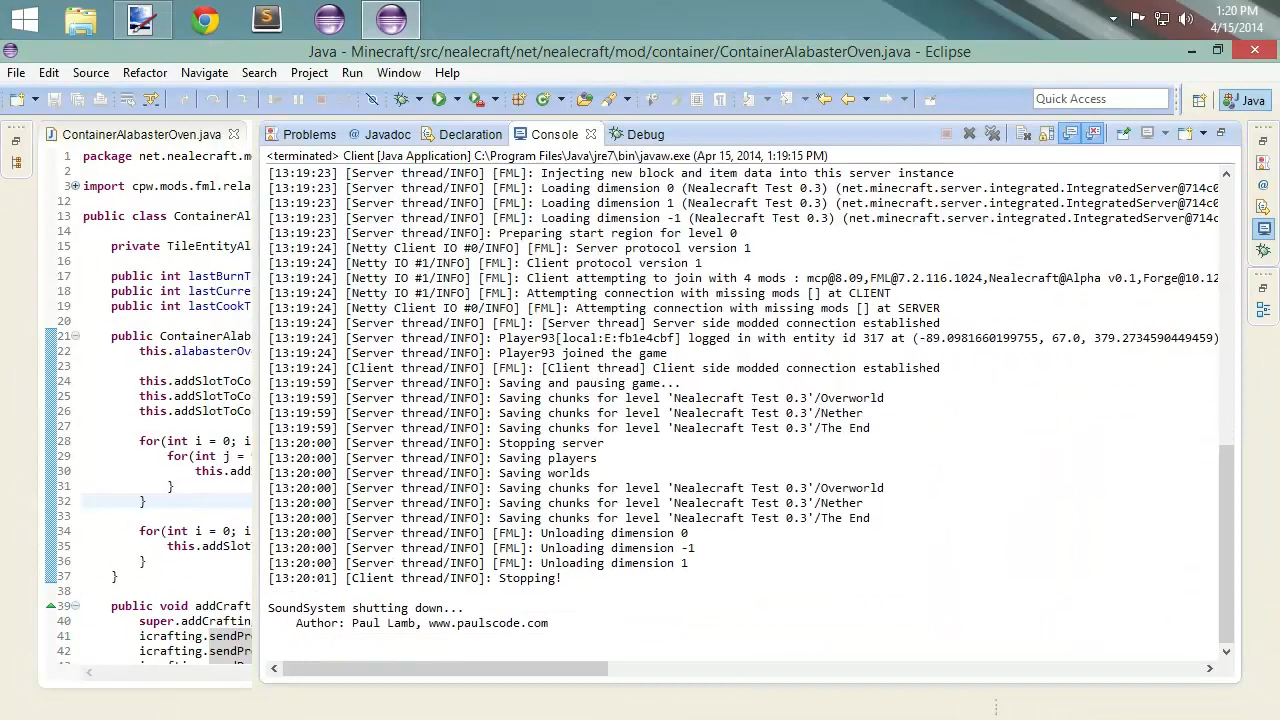 1:20 PM
4/15/2014
Java - Minecraft/src/nealecraft/net/nealecraft/mod/container/ContainerAlabasterOven.java - Eclipse
File Edit Source Refactor Navigate Search Project Run Window Help
Quick Access
Java
ContainerAlabasterOven.java
Problems @ Javadoc Declaration Console Debug
<terminated> Client [Java Application] C:\Program Files\Java\jre7\bin\javaw.exe (Apr 15, 2014, 1:19:15 PM)
1 package net.nealecraft.m
2
3 import cpw.mods.fml.rela
12
13 public class ContainerAl
14
15 private TileEntityAl
16
17 public int lastBurnT
18 public int lastCurre
19 public int lastCookT
20
21 public ContainerAlab
22 this.alabasterOv
23
24 this.addSlotToCo
25 this.addSlotToCo
26 this.addSlotToCo
27
28 for(int i = 0; i
29 for(int j =
30 this.add
31 }
32 }
33
34 for(int i = 0; i
35 this.addSlot
36 }
37 }
38
39 public void addCraft
40 super.addCrafting
41 icrafting.sendPr
42 icrafting.sendPr
[13:19:23] [Server thread/INFO] [FML]: Injecting new block and item data into this server instance
[13:19:23] [Server thread/INFO] [FML]: Loading dimension 0 (Nealecraft Test 0.3) (net.minecraft.server.integrated.IntegratedServer@714c0
[13:19:23] [Server thread/INFO] [FML]: Loading dimension 1 (Nealecraft Test 0.3) (net.minecraft.server.integrated.IntegratedServer@714c0
[13:19:23] [Server thread/INFO] [FML]: Loading dimension -1 (Nealecraft Test 0.3) (net.minecraft.server.integrated.IntegratedServer@714c
[13:19:23] [Server thread/INFO]: Preparing start region for level 0
[13:19:24] [Netty Client IO #0/INFO] [FML]: Server protocol version 1
[13:19:24] [Netty IO #1/INFO] [FML]: Client protocol version 1
[13:19:24] [Netty IO #1/INFO] [FML]: Client attempting to join with 4 mods : mcp@8.09,FML@7.2.116.1024,Nealecraft@Alpha v0.1,Forge@10.12
[13:19:24] [Netty IO #1/INFO] [FML]: Attempting connection with missing mods [] at CLIENT
[13:19:24] [Netty Client IO #0/INFO] [FML]: Attempting connection with missing mods [] at SERVER
[13:19:24] [Server thread/INFO] [FML]: [Server thread] Server side modded connection established
[13:19:24] [Server thread/INFO]: Player93[local:E:fb1e4cbf] logged in with entity id 317 at (-89.0981660199755, 67.0, 379.2734590449459)
[13:19:24] [Server thread/INFO]: Player93 joined the game
[13:19:24] [Client thread/INFO] [FML]: [Client thread] Client side modded connection established
[13:19:59] [Server thread/INFO]: Saving and pausing game...
[13:19:59] [Server thread/INFO]: Saving chunks for level 'Nealecraft Test 0.3'/Overworld
[13:19:59] [Server thread/INFO]: Saving chunks for level 'Nealecraft Test 0.3'/Nether
[13:19:59] [Server thread/INFO]: Saving chunks for level 'Nealecraft Test 0.3'/The End
[13:20:00] [Server thread/INFO]: Stopping server
[13:20:00] [Server thread/INFO]: Saving players
[13:20:00] [Server thread/INFO]: Saving worlds
[13:20:00] [Server thread/INFO]: Saving chunks for level 'Nealecraft Test 0.3'/Overworld
[13:20:00] [Server thread/INFO]: Saving chunks for level 'Nealecraft Test 0.3'/Nether
[13:20:00] [Server thread/INFO]: Saving chunks for level 'Nealecraft Test 0.3'/The End
[13:20:00] [Server thread/INFO] [FML]: Unloading dimension 0
[13:20:00] [Server thread/INFO] [FML]: Unloading dimension -1
[13:20:00] [Server thread/INFO] [FML]: Unloading dimension 1
[13:20:01] [Client thread/INFO]: Stopping!
SoundSystem shutting down...
Author: Paul Lamb, www.paulscode.com